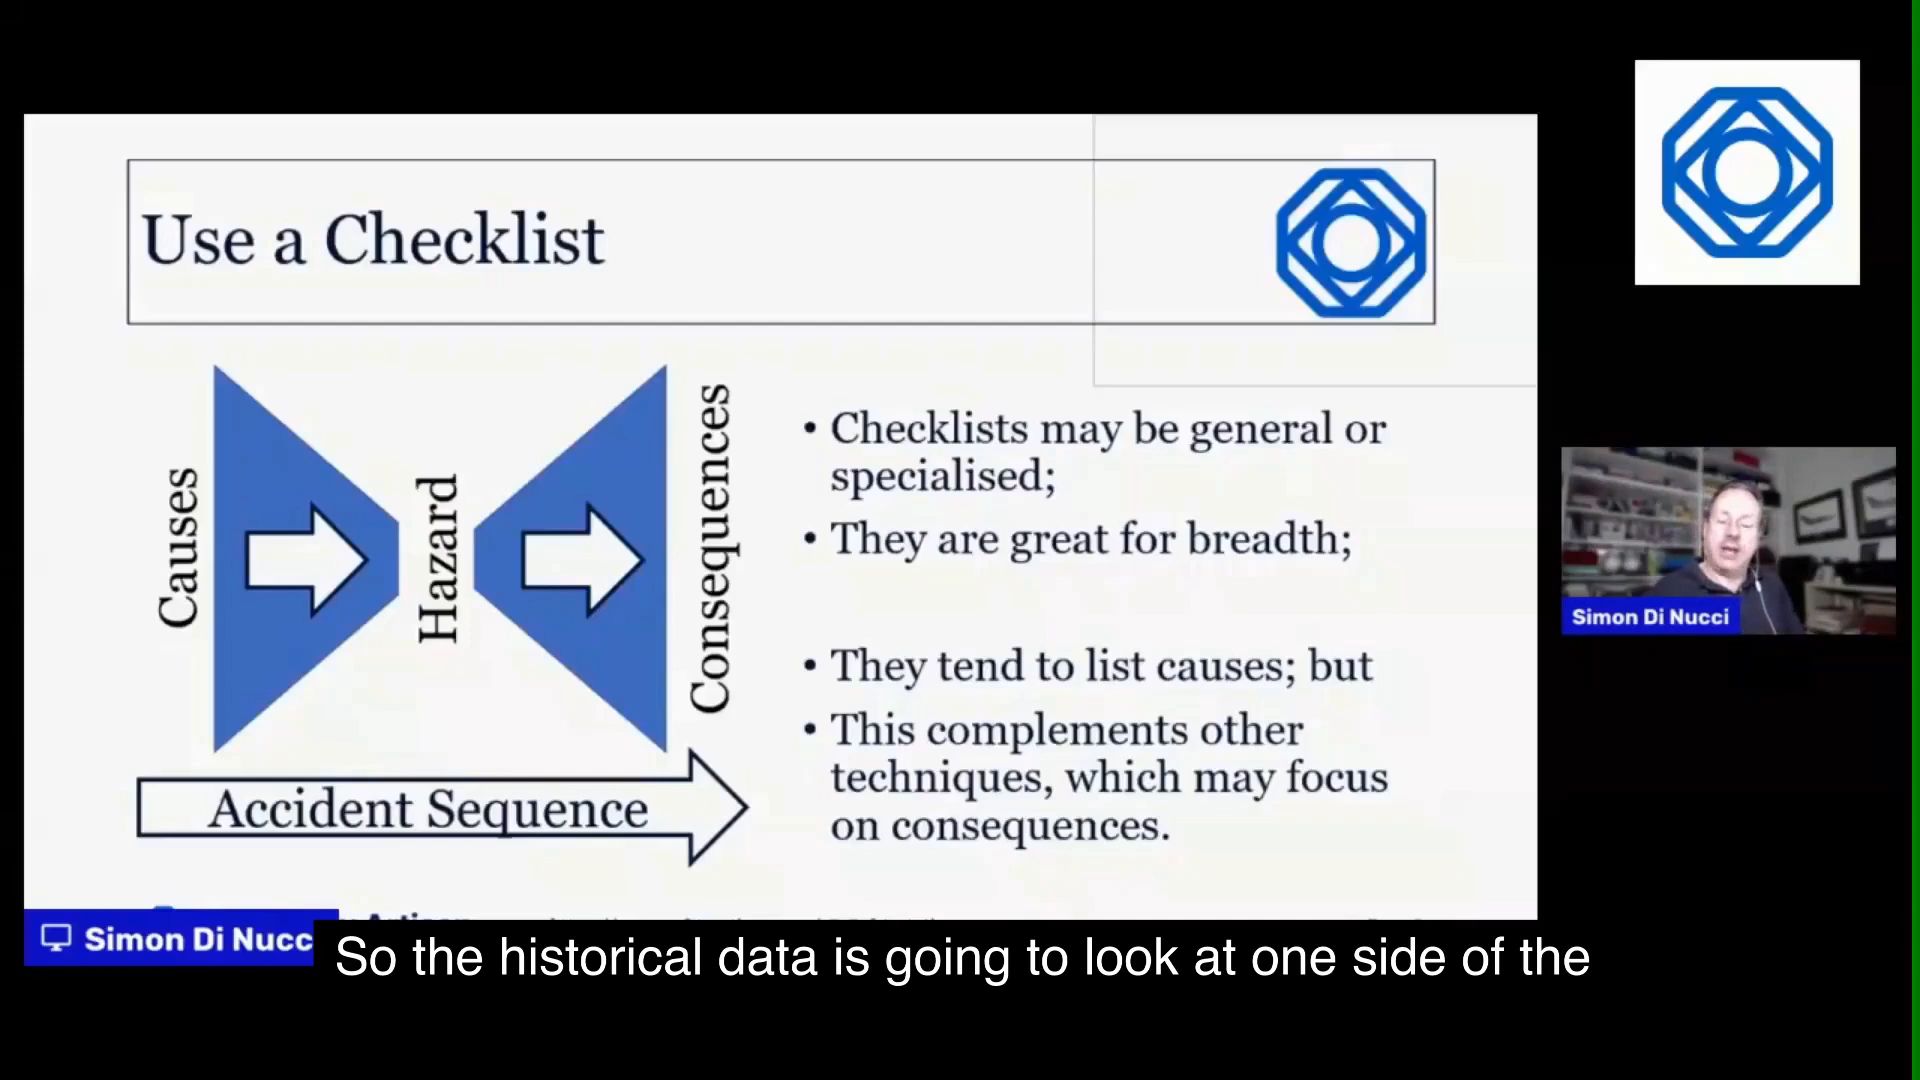 Use a Checklist
Causes
Hazard
Consequences
Accident Sequence
• Checklists may be general or
specialised;
• They are great for breadth;
• They tend to list causes; but
• This complements other
techniques, which may focus
on consequences.
Simon Di Nucci
Simon Di Nucc
So the historical data is going to look at one side of the